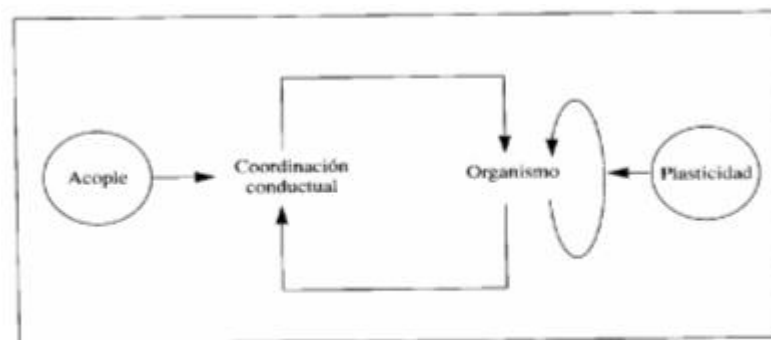 Acople
Coordinación
conductual
Organismo
Plasticidad